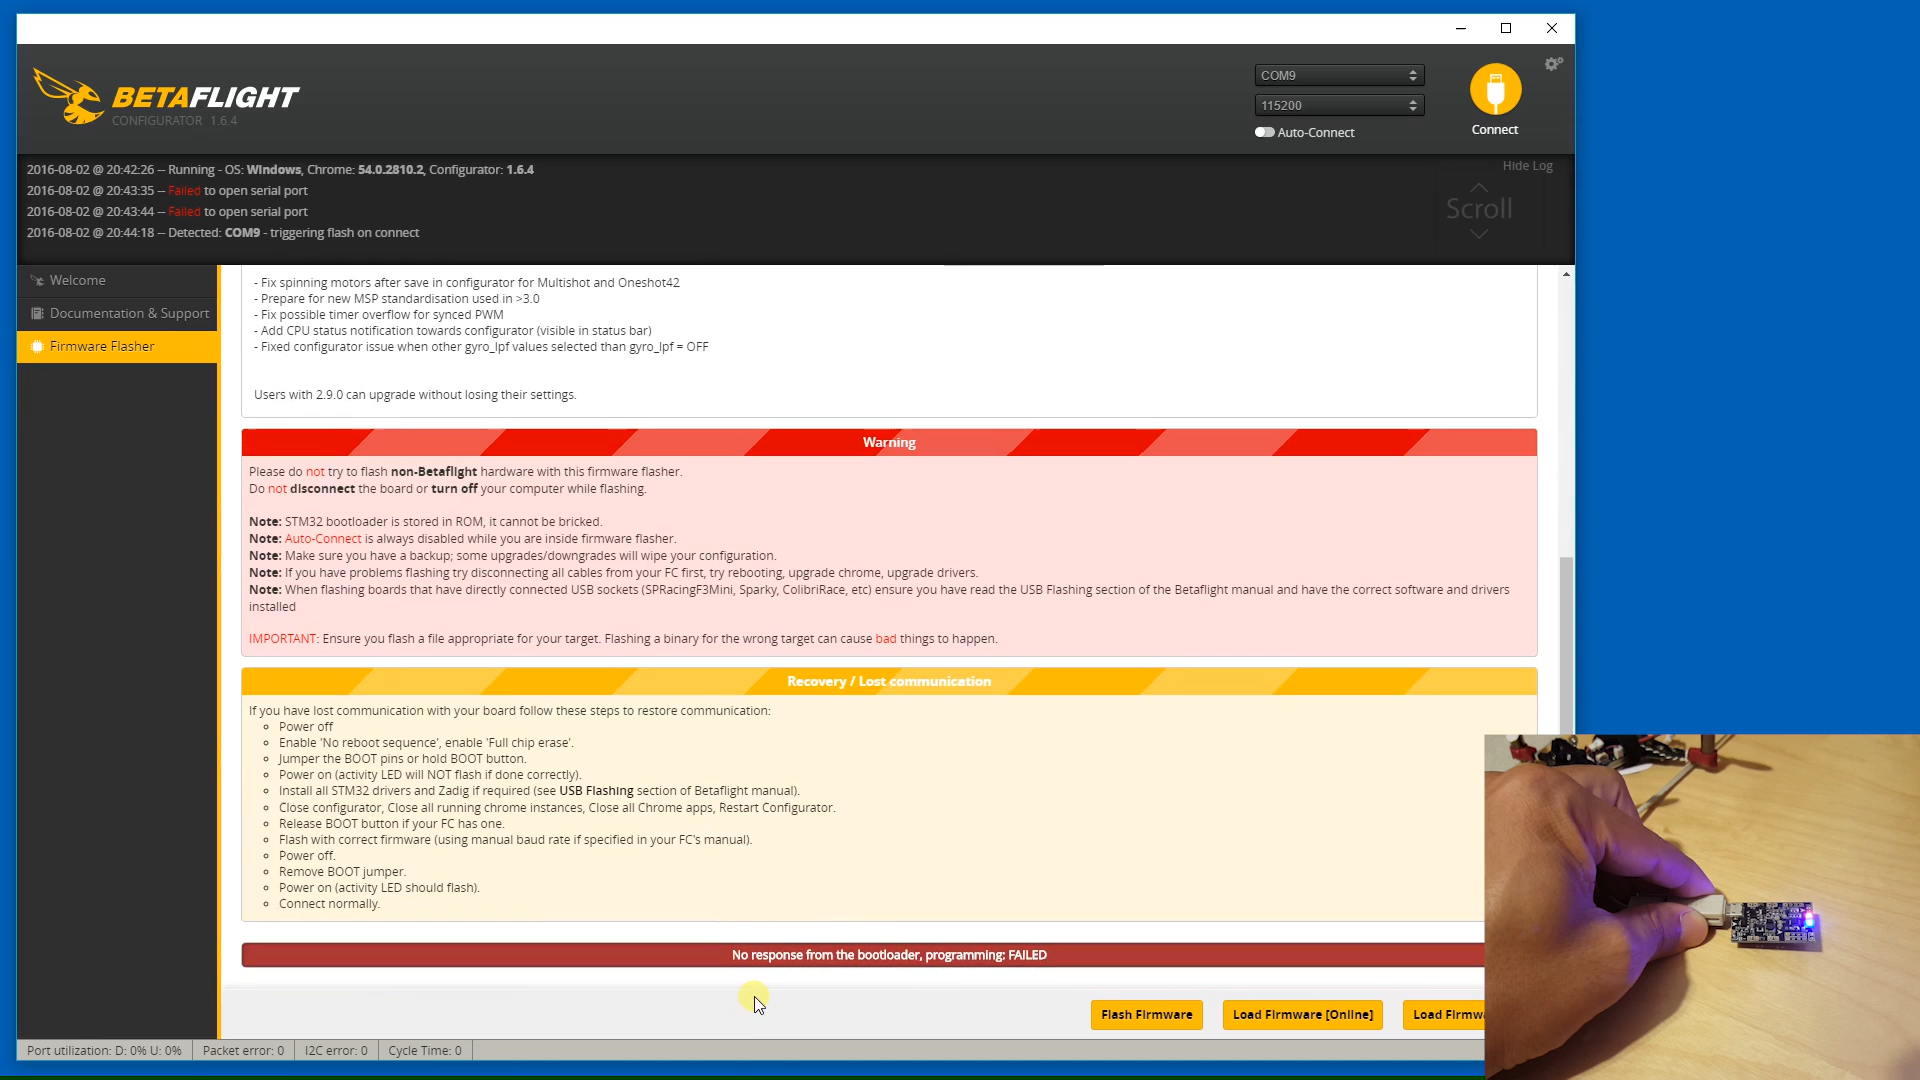 BETAFLIGHT
CONFIGURATOR 1.6.4
COM9
115200
Auto-Connect
Connect
2016-08-02 @ 20:42:26 -- Running - OS: Windows, Chrome: 54.0.2810.2, Configurator: 1.6.4
2016-08-02 @ 20:43:35 -- Failed to open serial port
2016-08-02 @ 20:43:44 -- Failed to open serial port
2016-08-02 @ 20:44:18 -- Detected: COM9 - triggering flash on connect
Hide Log
Scroll
Welcome
Documentation & Support
Firmware Flasher
- Fix spinning motors after save in configurator for Multishot and Oneshot42
- Prepare for new MSP standardisation used in >3.0
- Fix possible timer overflow for synced PWM
- Add CPU status notification towards configurator (visible in status bar)
- Fixed configurator issue when other gyro_lpf values selected than gyro_lpf = OFF
Users with 2.9.0 can upgrade without losing their settings.
Warning
Please do not try to flash non-Betaflight hardware with this firmware flasher.
Do not disconnect the board or turn off your computer while flashing.
Note: STM32 bootloader is stored in ROM, it cannot be bricked.
Note: Auto-Connect is always disabled while you are inside firmware flasher.
Note: Make sure you have a backup; some upgrades/downgrades will wipe your configuration.
Note: If you have problems flashing try disconnecting all cables from your FC first, try rebooting, upgrade chrome, upgrade drivers.
Note: When flashing boards that have directly connected USB sockets (SPRacingF3Mini, Sparky, ColibriRace, etc) ensure you have read the USB Flashing section of the Betaflight manual and have the correct software and drivers
installed
IMPORTANT: Ensure you flash a file appropriate for your target. Flashing a binary for the wrong target can cause bad things to happen.
Recovery / Lost communication
If you have lost communication with your board follow these steps to restore communication:
Power off
Enable 'No reboot sequence', enable 'Full chip erase'.
Jumper the BOOT pins or hold BOOT button.
Power on (activity LED will NOT flash if done correctly).
Install all STM32 drivers and Zadig if required (see USB Flashing section of Betaflight manual).
Close configurator, Close all running chrome instances, Close all Chrome apps, Restart Configurator.
Release BOOT button if your FC has one.
Flash with correct firmware (using manual baud rate if specified in your FC's manual).
Power off.
Remove BOOT jumper.
Power on (activity LED should flash).
Connect normally.
No response from the bootloader, programming: FAILED
Flash Firmware
Load Firmware [Online]
Load Firmw
Port utilization: D: 0% U: 0%
Packet error: 0
I2C error: 0
Cycle Time: 0